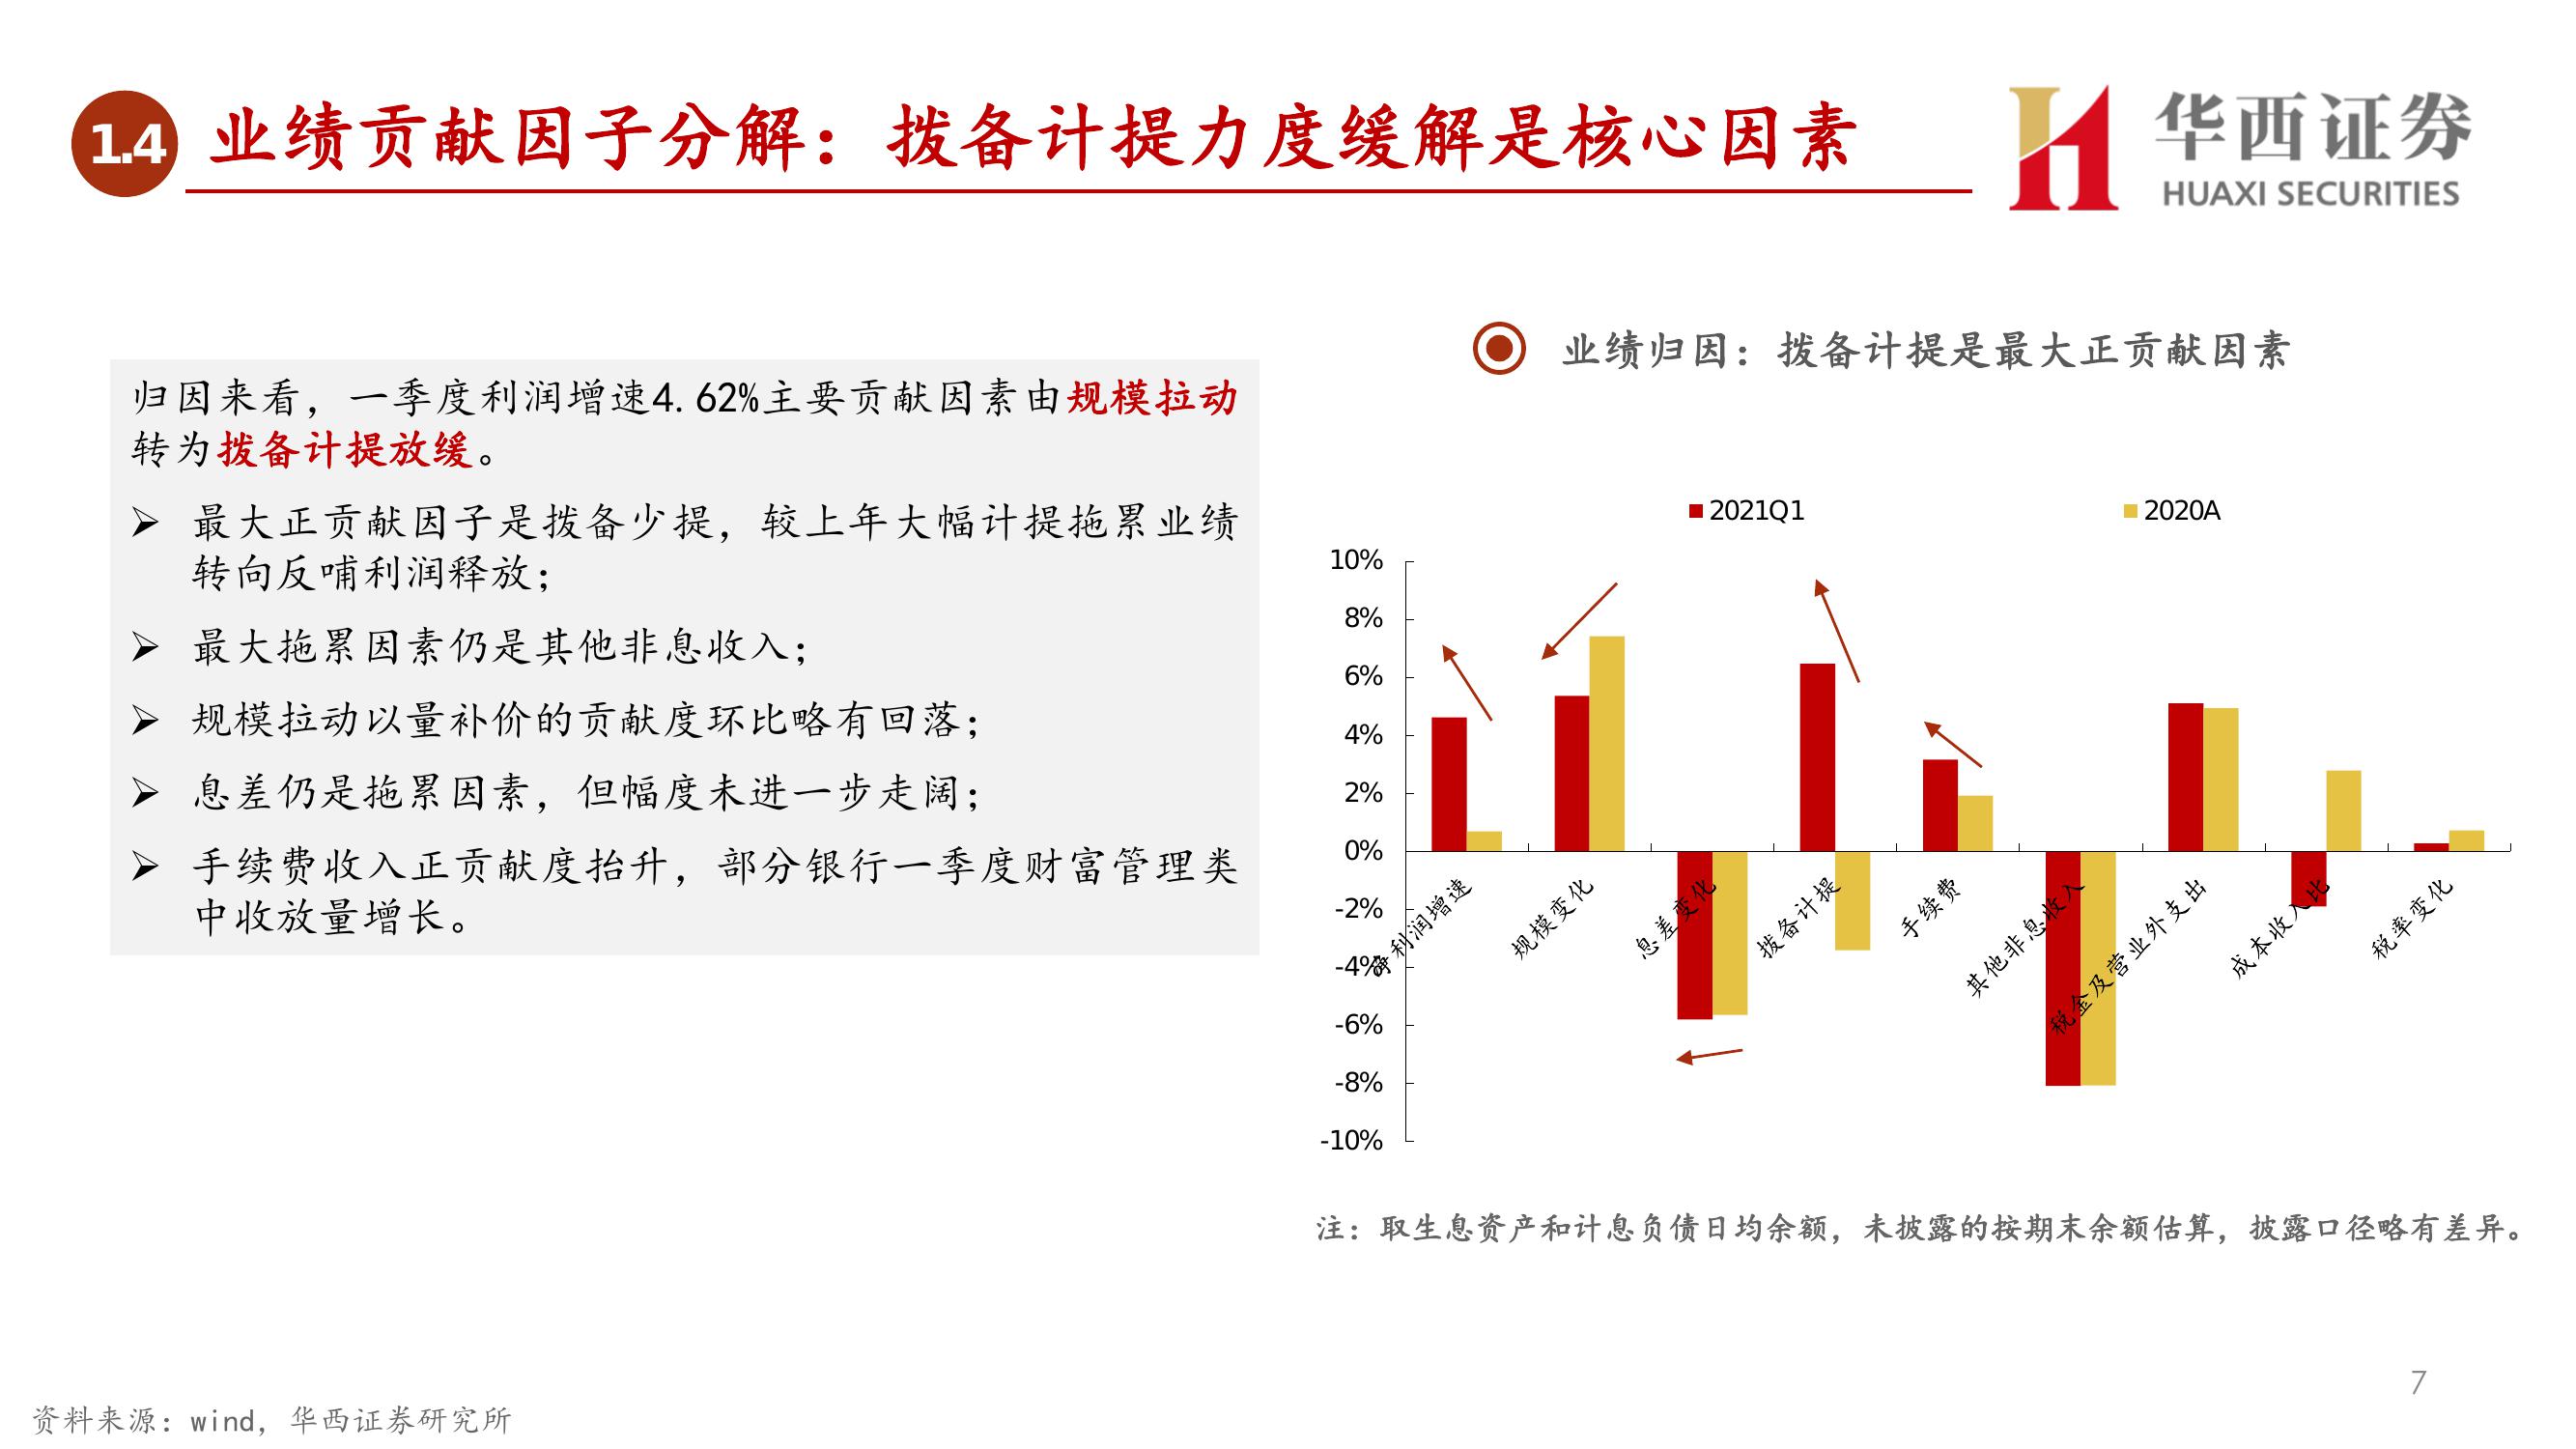 1.4 业绩贡献因子分解：拨备计提力度缓解是核心因素
华西证券
HUAXI SECURITIES
归因来看，一季度利润增速4.62%主要贡献因素由规模拉动
转为拨备计提放缓。
➢ 最大正贡献因子是拨备少提，较上年大幅计提拖累业绩
转向反哺利润释放；
➢ 最大拖累因素仍是其他非息收入；
➢ 规模拉动以量补价的贡献度环比略有回落；
➢ 息差仍是拖累因素，但幅度未进一步走阔；
➢ 手续费收入正贡献度抬升，部分银行一季度财富管理类
中收放量增长。
业绩归因：拨备计提是最大正贡献因素
2021Q1 2020A
10%
8%
6%
4%
2%
0%
-2%
-4%
-6%
-8%
-10%
净利润增速
规模变化
息差变化
拨备计提
手续费
其他非息收入
税金及营业外支出
成本收入比
税率变化
注：取生息资产和计息负债日均余额，未披露的按期末余额估算，披露口径略有差异。
7
资料来源：wind，华西证券研究所